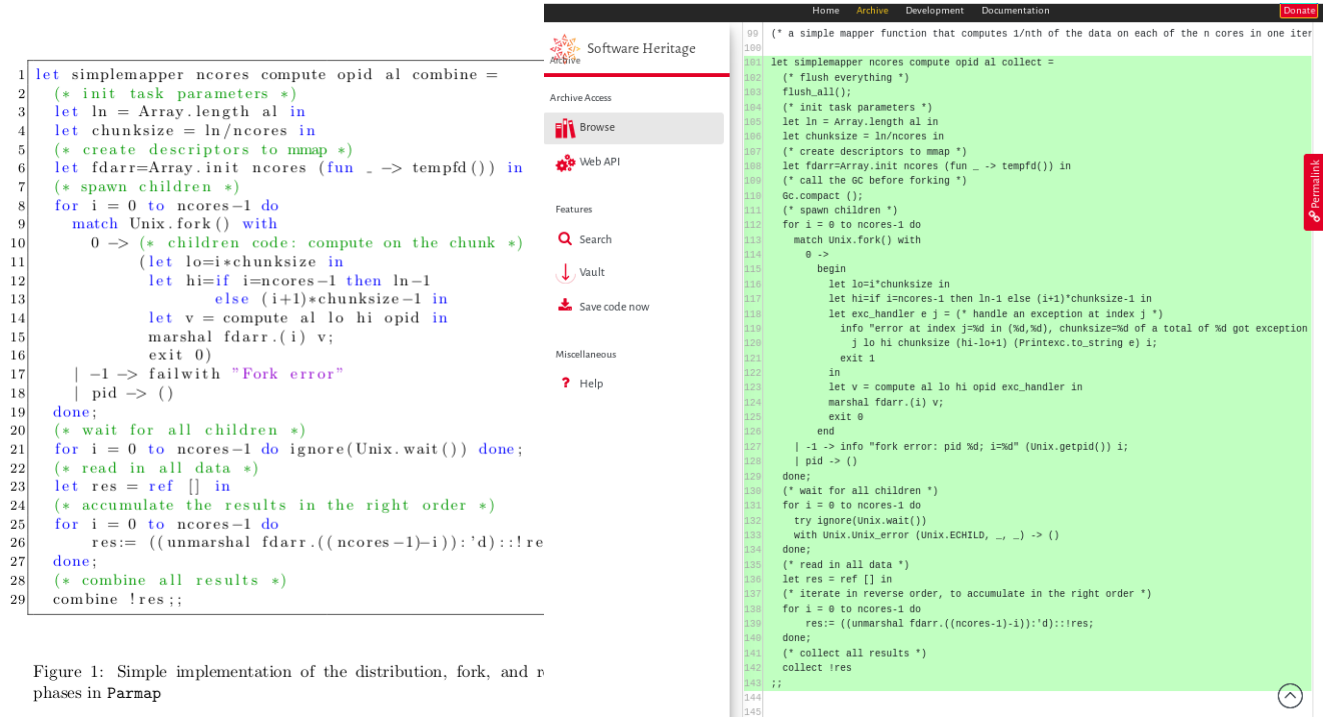 1 let simplemapper ncores compute opid al combine =
2 (* init task parameters *)
3 let ln = Array.length al in
4 let chunksize = ln/ncores in
5 (* create descriptors to mmap *)
6 let fdarr=Array.init ncores (fun _ -> tempfd()) in
7 (* spawn children *)
8 for i = 0 to ncores-1 do
9 match Unix.fork() with
10 0 -> (* children code: compute on the chunk *)
11 (let lo=i*chunksize in
12 let hi=if i=ncores-1 then ln-1
13 else (i+1)*chunksize-1 in
14 let v = compute al lo hi opid in
15 marshal fdarr.(i) v;
16 exit 0)
17 | -1 -> failwith "Fork error"
18 | pid -> ()
19 done;
20 (* wait for all children *)
21 for i = 0 to ncores-1 do ignore(Unix.wait()) done;
22 (* read in all data *)
23 let res = ref [] in
24 (* accumulate the results in the right order *)
25 for i = 0 to ncores-1 do
26 res:= ((unmarshal fdarr.((ncores-1)-i)):'d)::!re
27 done;
28 (* combine all results *)
29 combine !res;;
Figure 1: Simple implementation of the distribution, fork, and re
phases in Parmap
Home Archive Development Documentation Donate
Software Heritage
Archive
Archive Access
Browse
Web API
Features
Search
Vault
Save code now
Miscellaneous
Help
99 (* a simple mapper function that computes 1/nth of the data on each of the n cores in one iter
100
101 let simplemapper ncores compute opid al collect =
102 (* flush everything *)
103 flush_all();
104 (* init task parameters *)
105 let ln = Array.length al in
106 let chunksize = ln/ncores in
107 (* create descriptors to mmap *)
108 let fdarr=Array.init ncores (fun _ -> tempfd()) in
109 (* call the GC before forking *)
110 Gc.compact ();
111 (* spawn children *)
112 for i = 0 to ncores-1 do
113 match Unix.fork() with
114 0 ->
115 begin
116 let lo=i*chunksize in
117 let hi=if i=ncores-1 then ln-1 else (i+1)*chunksize-1 in
118 let exc_handler e j = (* handle an exception at index j *)
119 info "error at index j=%d in (%d,%d), chunksize=%d of a total of %d got exception
120 j lo hi chunksize (hi-lo+1) (Printexc.to_string e) i;
121 exit 1
122 in
123 let v = compute al lo hi opid exc_handler in
124 marshal fdarr.(i) v;
125 exit 0
126 end
127 | -1 -> info "fork error: pid %d; i=%d" (Unix.getpid()) i;
128 | pid -> ()
129 done;
130 (* wait for all children *)
131 for i = 0 to ncores-1 do
132 try ignore(Unix.wait())
133 with Unix.Unix_error (Unix.ECHILD, _, _) -> ()
134 done;
135 (* read in all data *)
136 let res = ref [] in
137 (* iterate in reverse order, to accumulate in the right order *)
138 for i = 0 to ncores-1 do
139 res:= ((unmarshal fdarr.((ncores-1)-i)):'d)::!res;
140 done;
141 (* collect all results *)
142 collect !res
143 ;;
144
145
Permalink